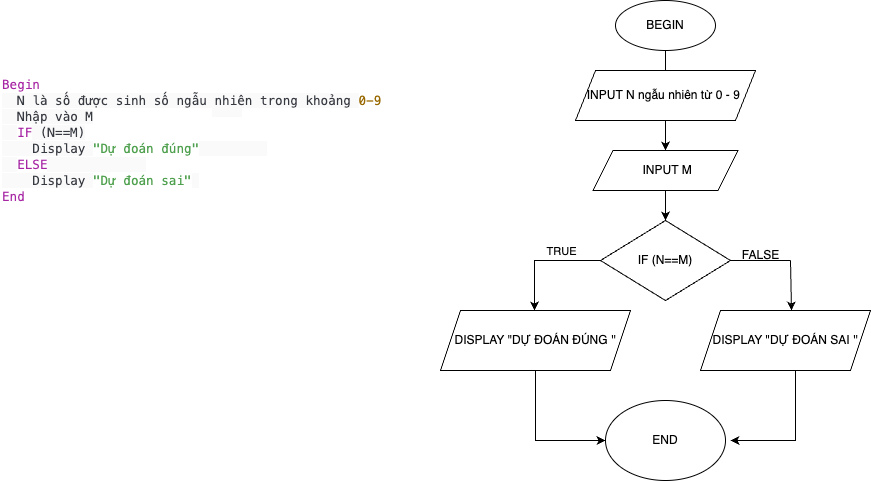 Begin
N là số được sinh số ngẫu nhiên trong khoảng 0-9
Nhập vào M
IF (N==M)
Display "Dự đoán đúng"
ELSE
Display "Dự đoán sai"
End
BEGIN
INPUT N ngẫu nhiên từ 0 - 9
INPUT M
IF (N==M)
TRUE
FALSE
DISPLAY "DỰ ĐOÁN ĐÚNG "
DISPLAY "DỰ ĐOÁN SAI "
END